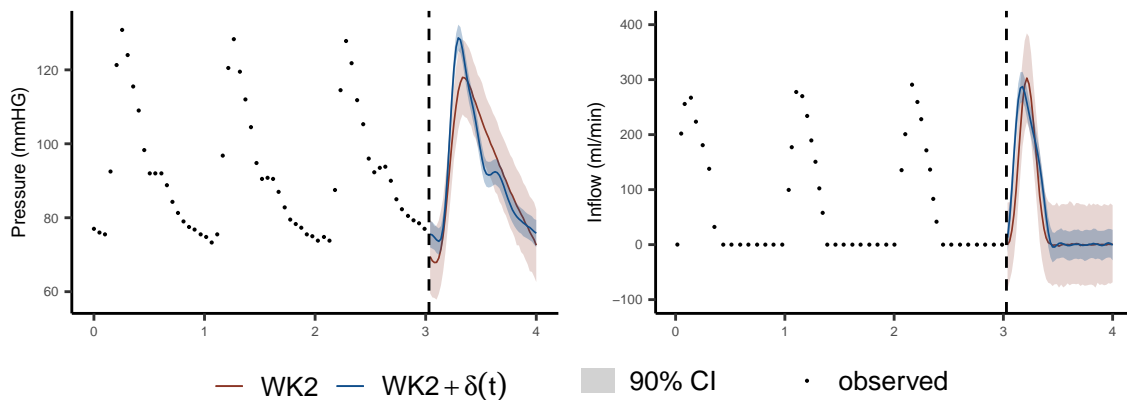 Pressure (mmHG)
120
100
80
60
0 1 2 3 4
Inflow (ml/min)
400
300
200
100
0
−100
0 1 2 3 4
WK2 WK2 + δ(t) 90% CI observed